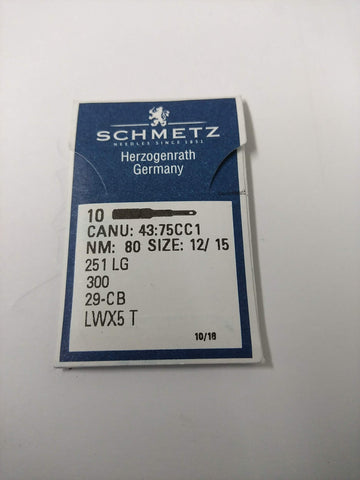 SCHMETZ
NEEDLES SINCE 1851
Herzogenrath
Germany
10
CANU: 43:75CC1
NM: 80 SIZE: 12/ 15
251 LG
300
29-CB
LWX5 T
10/18